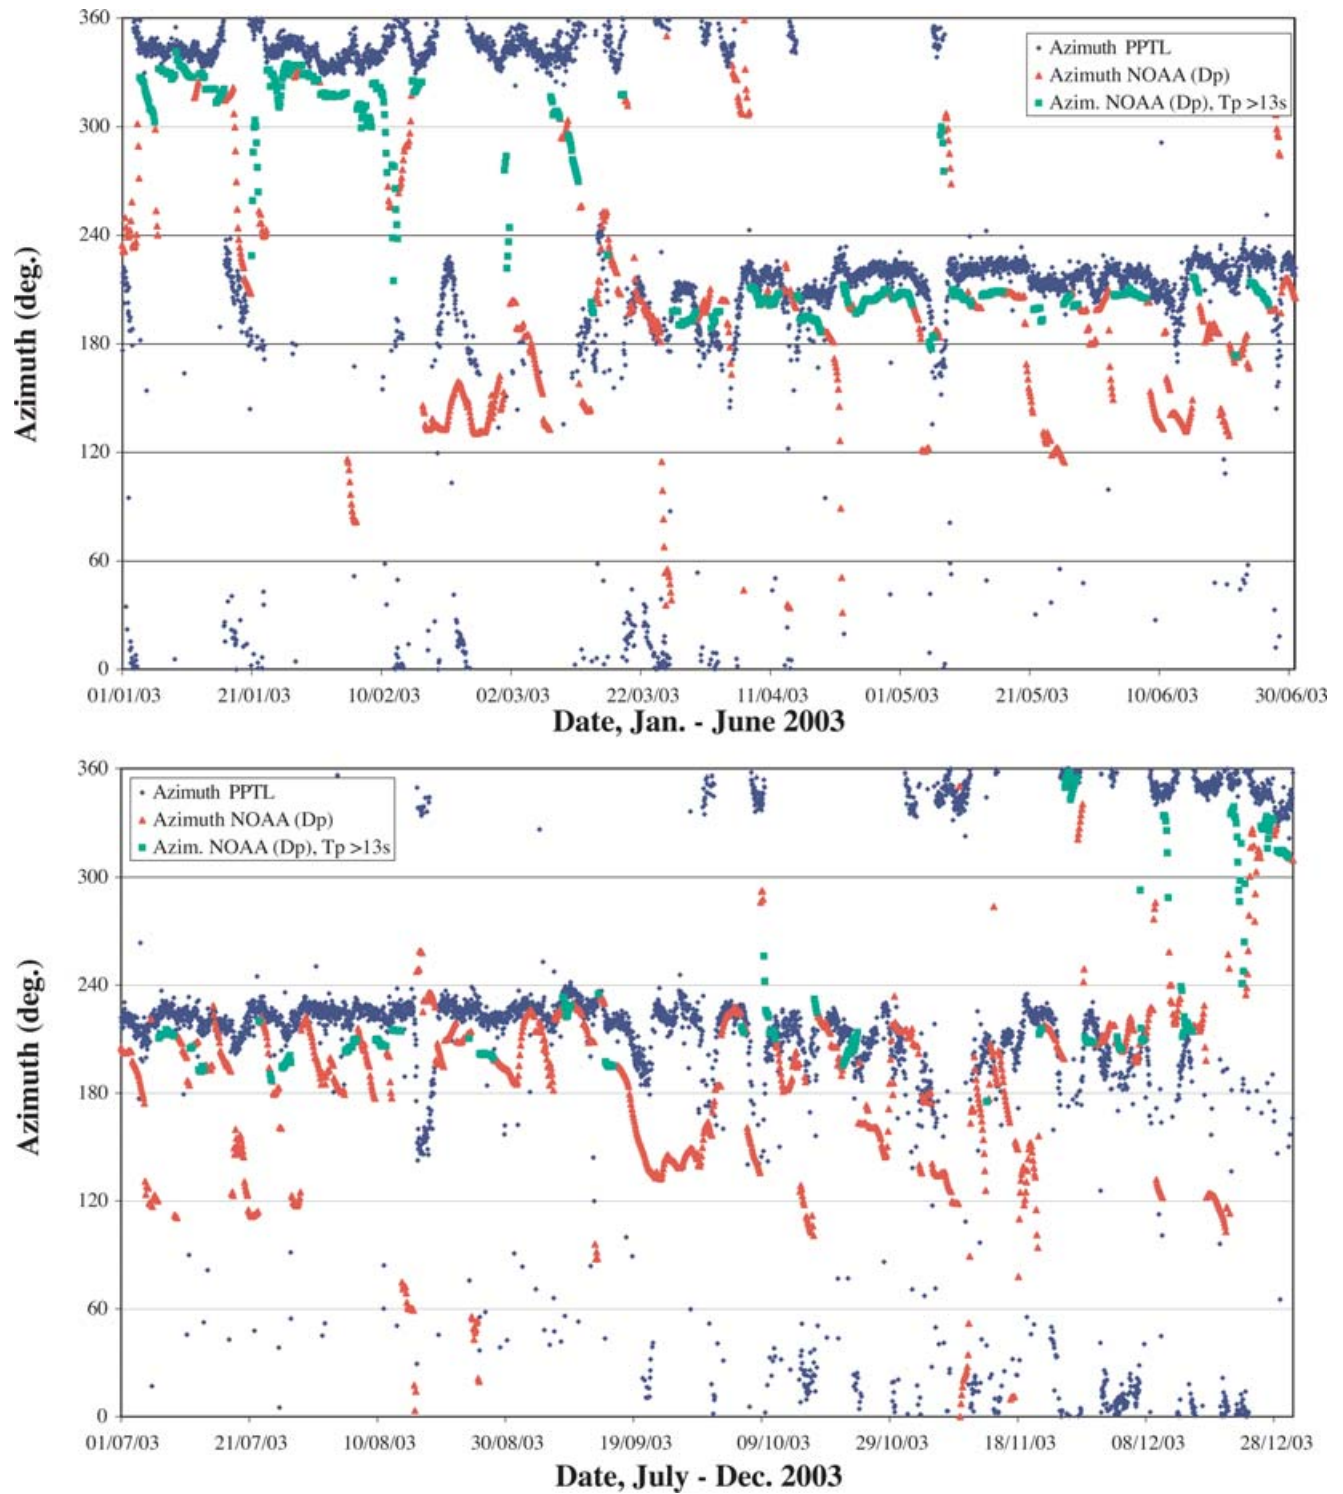 360
300
240
180
120
60
0
Azimuth (deg.)
Azimuth PPTL
Azimuth NOAA (Dp)
Azim. NOAA (Dp), Tp >13s
01/01/03 21/01/03 10/02/03 02/03/03 22/03/03 11/04/03 01/05/03 21/05/03 10/06/03 30/06/03
Date, Jan. - June 2003
360
300
240
180
120
60
0
Azimuth (deg.)
Azimuth PPTL
Azimuth NOAA (Dp)
Azim. NOAA (Dp), Tp >13s
01/07/03 21/07/03 10/08/03 30/08/03 19/09/03 09/10/03 29/10/03 18/11/03 08/12/03 28/12/03
Date, July - Dec. 2003